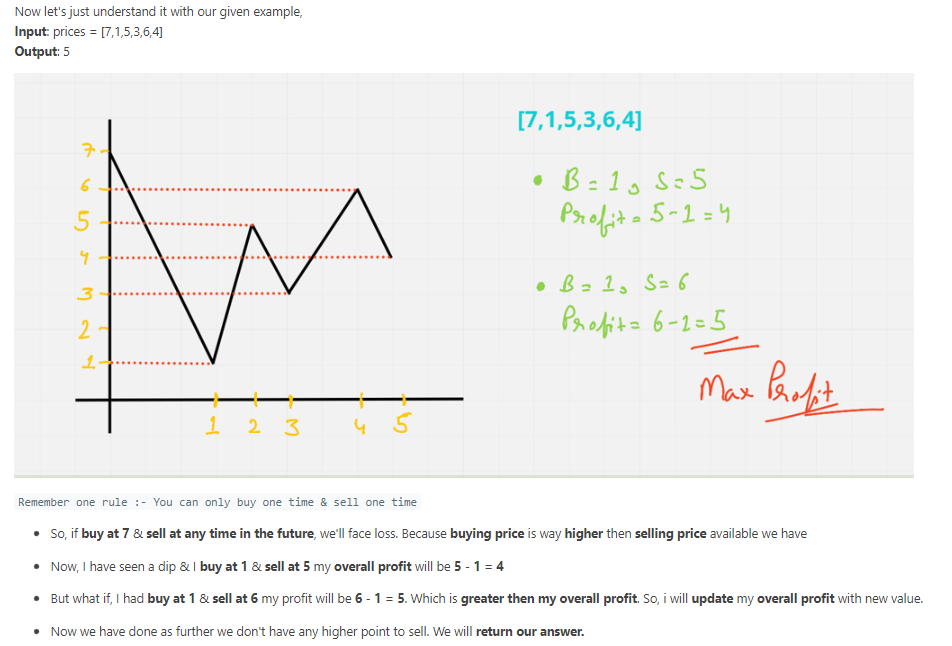 Now let's just understand it with our given example,
Input: prices = [7,1,5,3,6,4]
Output: 5
[7,1,5,3,6,4]
7
6
5
4
3
2
1
1 2 3 4 5
• B = 1, S = 5
Profit = 5-1 = 4
• B = 1, S = 6
Profit = 6-1 = 5
Max Profit
Remember one rule :- You can only buy one time & sell one time
• So, if buy at 7 & sell at any time in the future, we'll face loss. Because buying price is way higher then selling price available we have
• Now, I have seen a dip & I buy at 1 & sell at 5 my overall profit will be 5 - 1 = 4
• But what if, I had buy at 1 & sell at 6 my profit will be 6 - 1 = 5. Which is greater then my overall profit. So, i will update my overall profit with new value.
• Now we have done as further we don't have any higher point to sell. We will return our answer.